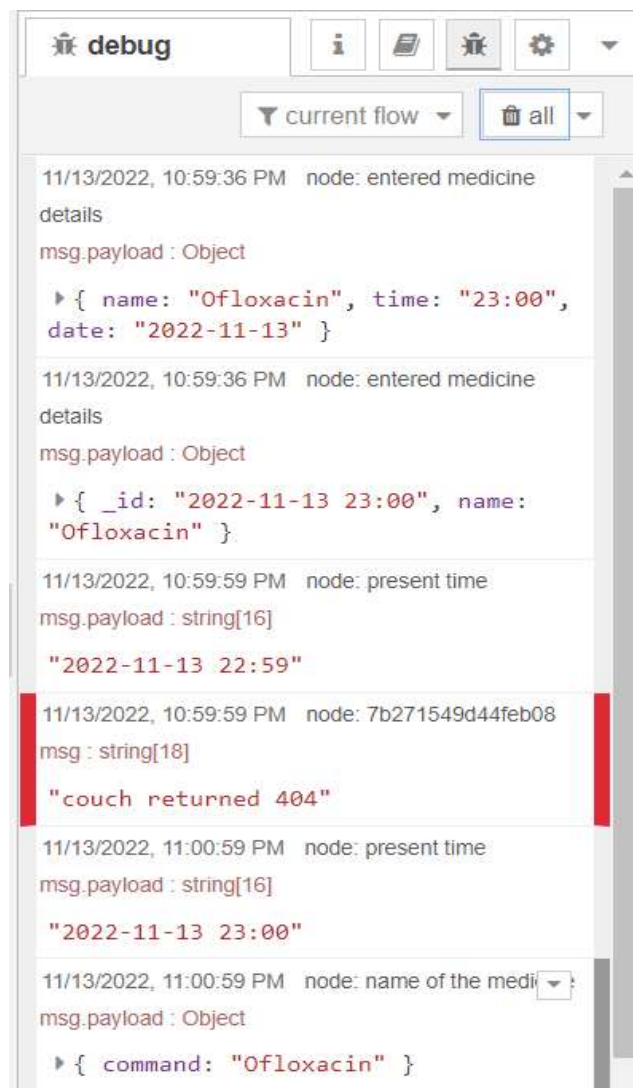 debug
current flow
all
11/13/2022, 10:59:36 PM node: entered medicine
details
msg.payload : Object
{ name: "Ofloxacin", time: "23:00",
date: "2022-11-13" }
11/13/2022, 10:59:36 PM node: entered medicine
details
msg.payload : Object
{ _id: "2022-11-13 23:00", name:
"Ofloxacin" }
11/13/2022, 10:59:59 PM node: present time
msg.payload : string[16]
"2022-11-13 22:59"
11/13/2022, 10:59:59 PM node: 7b271549d44feb08
msg : string[18]
"couch returned 404"
11/13/2022, 11:00:59 PM node: present time
msg.payload : string[16]
"2022-11-13 23:00"
11/13/2022, 11:00:59 PM node: name of the
msg.payload : Object
{ command: "Ofloxacin" }